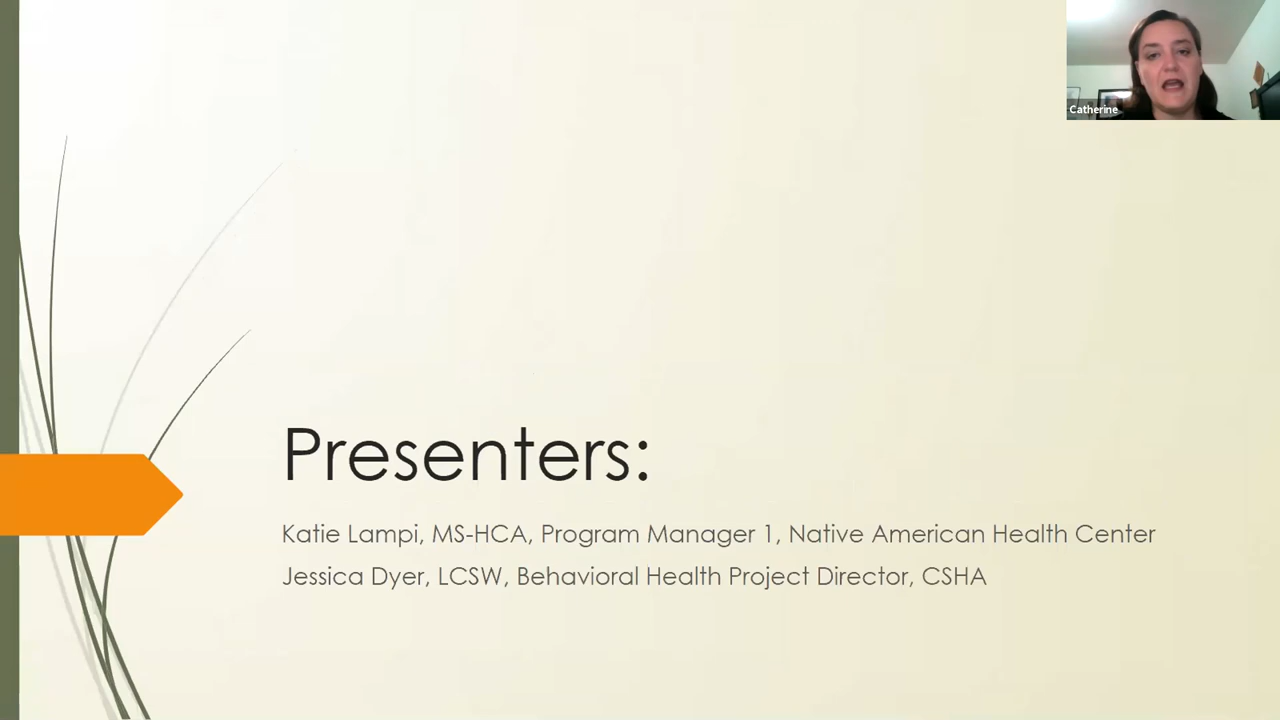 Catherine
Presenters:
Katie Lampi, MS-HCA, Program Manager 1, Native American Health Center
Jessica Dyer, LCSW, Behavioral Health Project Director, CSHA